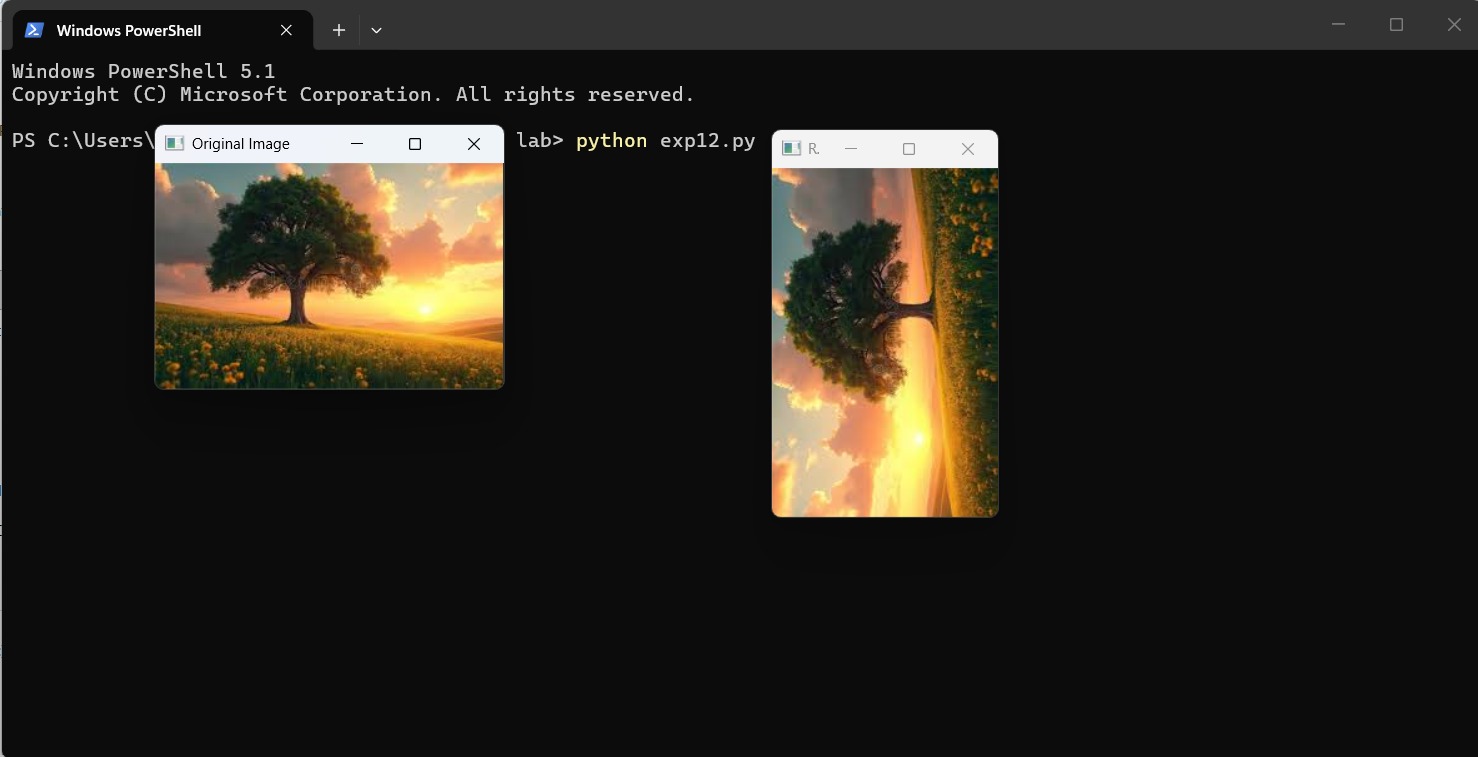 Windows PowerShell
Windows PowerShell 5.1
Copyright (C) Microsoft Corporation. All rights reserved.
PS C:\Users\ lab> python exp12.py
Original Image
R.